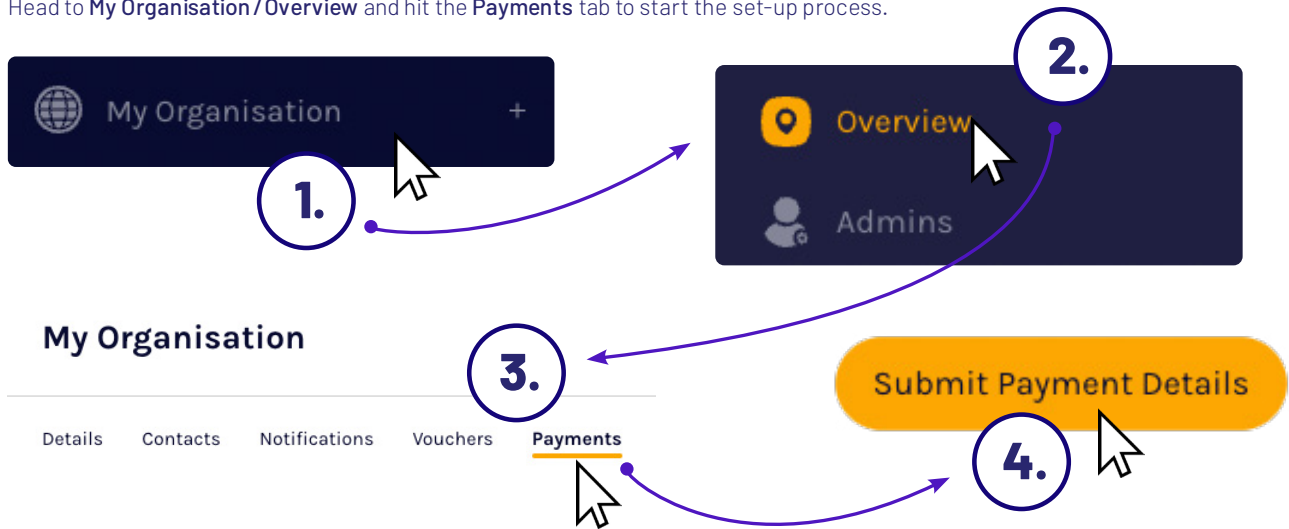 Head to My Organisation / Overview and hit the Payments tab to start the set-up process.
My Organisation +
1.
2.
Overview
Admins
My Organisation
3.
Details Contacts Notifications Vouchers Payments
Submit Payment Details
4.